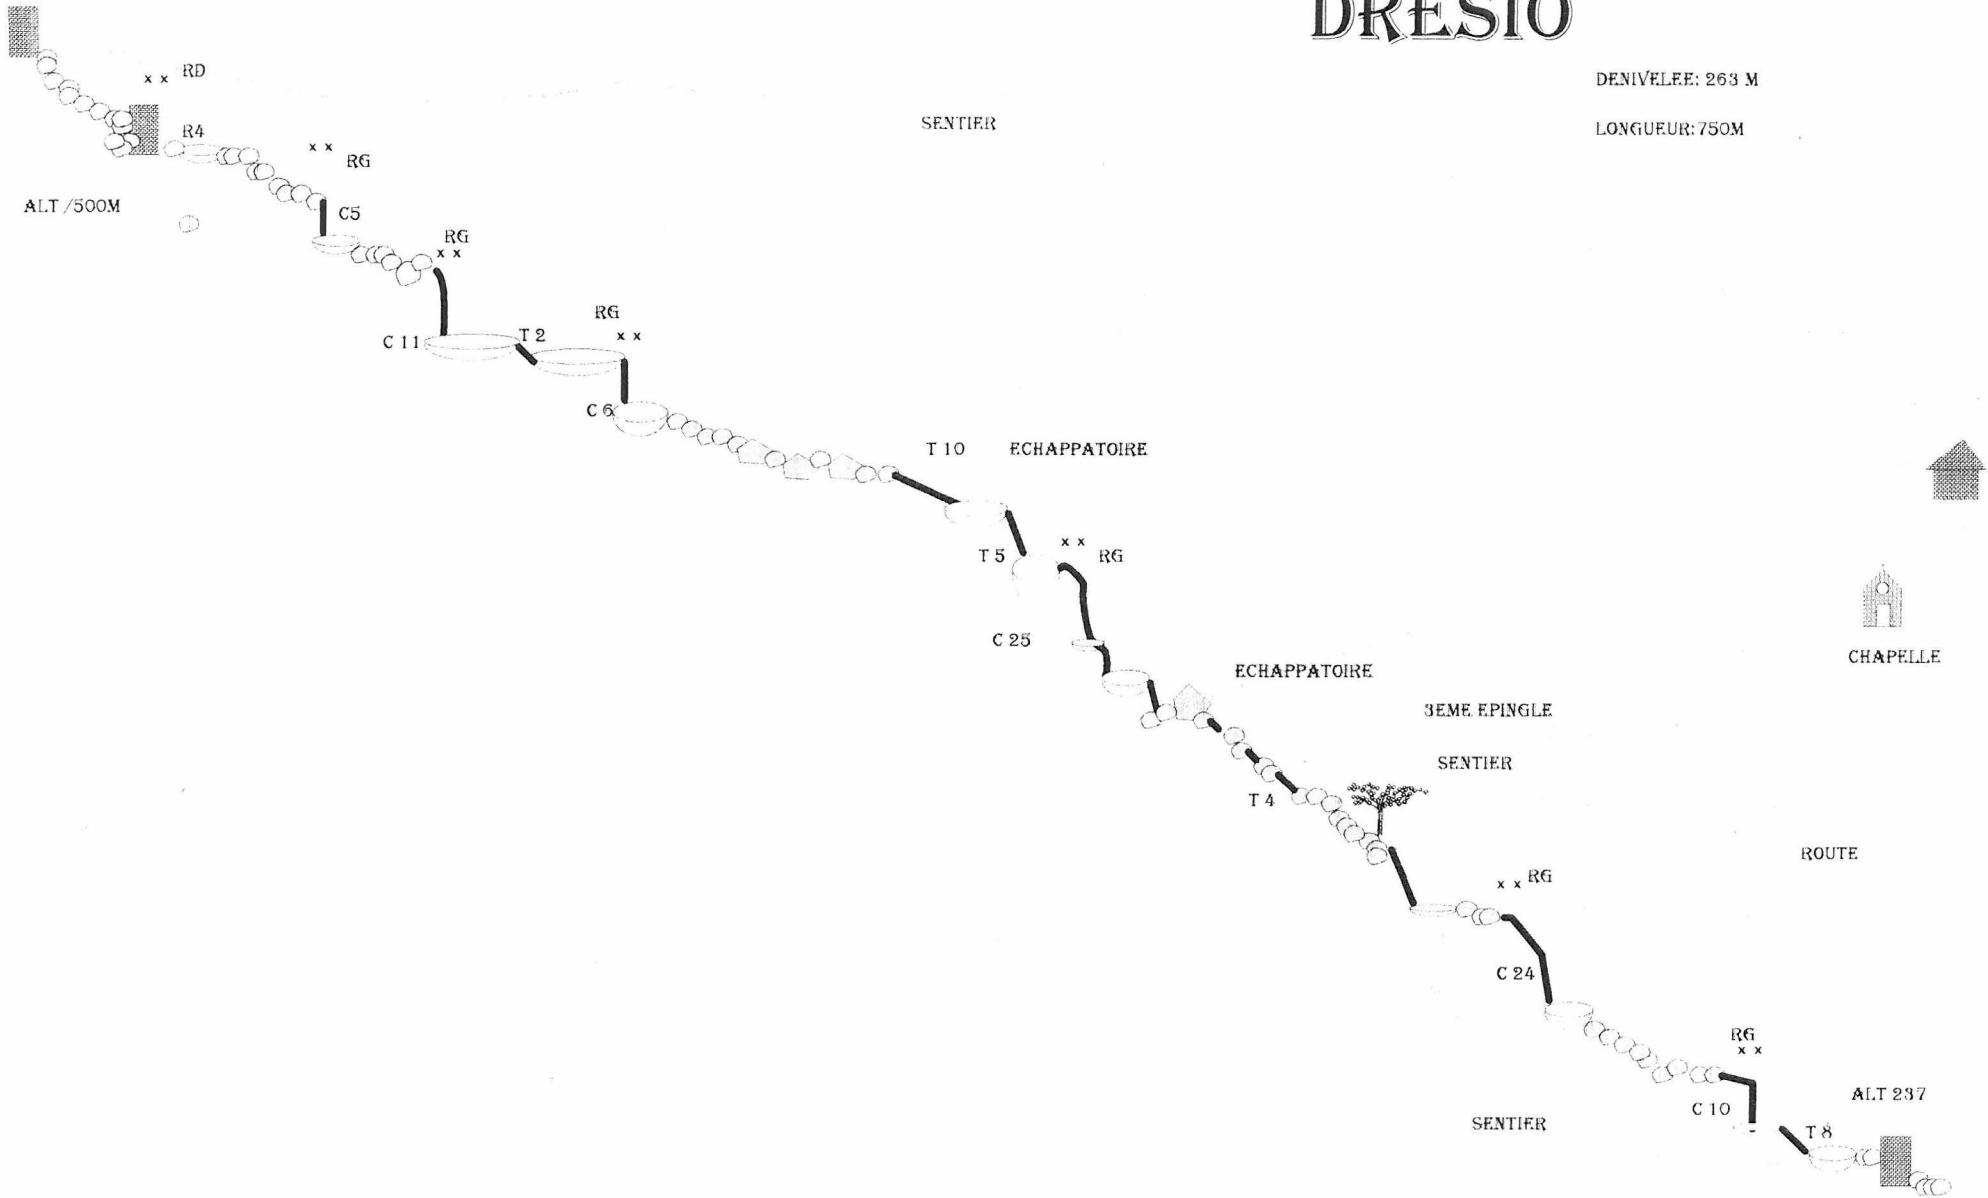 DRESIO
DENIVELEE: 263 M
LONGUEUR: 750M
x x RD
R4
SENTIER
x x
RG
ALT /500M
C5
RG
x x
C 11
T 2
RG
x x
C 6
T 10
ECHAPPATOIRE
T 5
x x
RG
C 25
CHAPELLE
ECHAPPATOIRE
3EME EPINGLE
SENTIER
T 4
ROUTE
x x RG
C 24
RG
x x
ALT 237
C 10
SENTIER
T 8